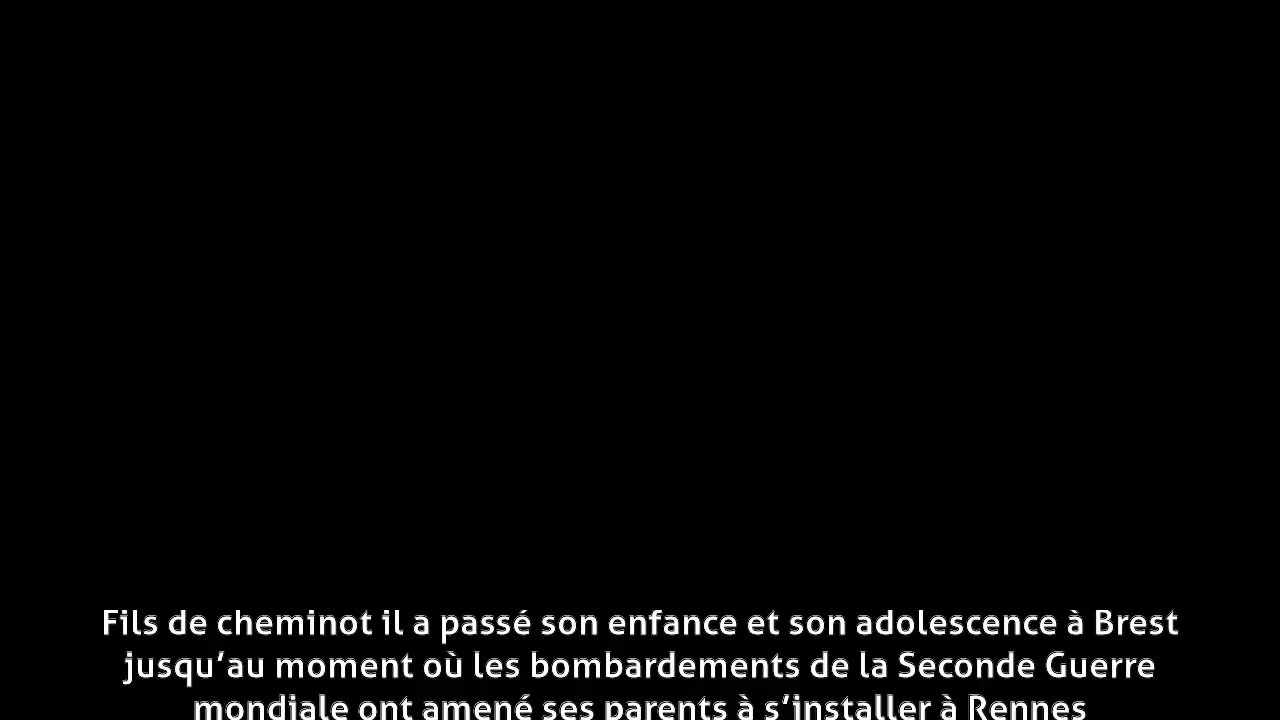 Fils de cheminot il a passé son enfance et son adolescence à Brest
jusqu’au moment où les bombardements de la Seconde Guerre
mondiale ont amené ses parents à s’installer à Rennes